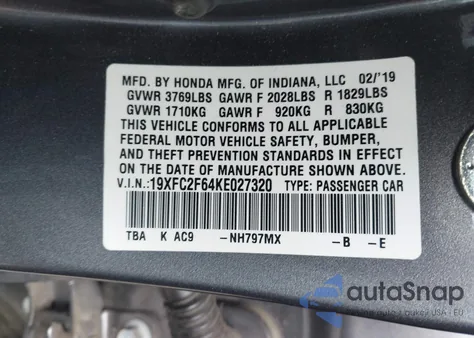 MFD. BY HONDA MFG. OF INDIANA, LLC 02/'19
GVWR 3769LBS GAWR F 2028LBS R 1829LBS
GVWR 1710KG GAWR F 920KG R 830KG
THIS VEHICLE CONFORMS TO ALL APPLICABLE
FEDERAL MOTOR VEHICLE SAFETY, BUMPER,
AND THEFT PREVENTION STANDARDS IN EFFECT
ON THE DATE OF MANUFACTURE SHOWN ABOVE.
V.I.N.:19XFC2F64KE027320 TYPE: PASSENGER CAR
TBA K AC9 -NH797MX -B -E
autoSnap